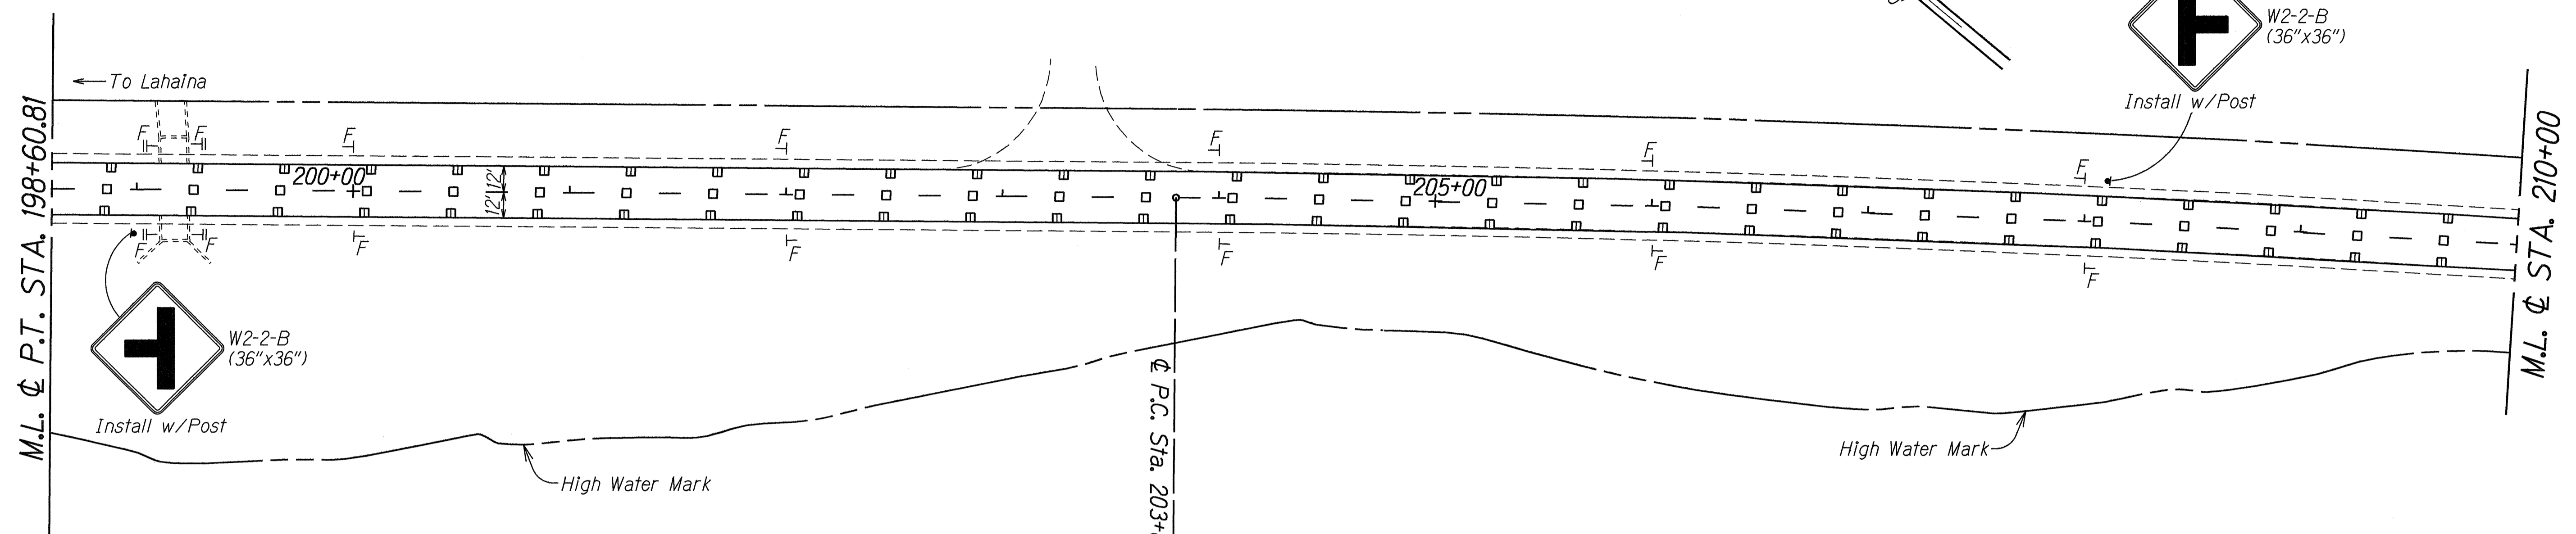 To Lahaina
M.L. ℄ P.T. STA. 198+60.81
F
F
F
F
F
F
F
200+00
12'
12'
205+00
F
F
F
F
F
F
F
W2-2-B
(36"x36")
Install w/Post
W2-2-B
(36"x36")
Install w/Post
High Water Mark
℄ P.C. Sta. 203+
High Water Mark
M.L. ℄ STA. 210+00